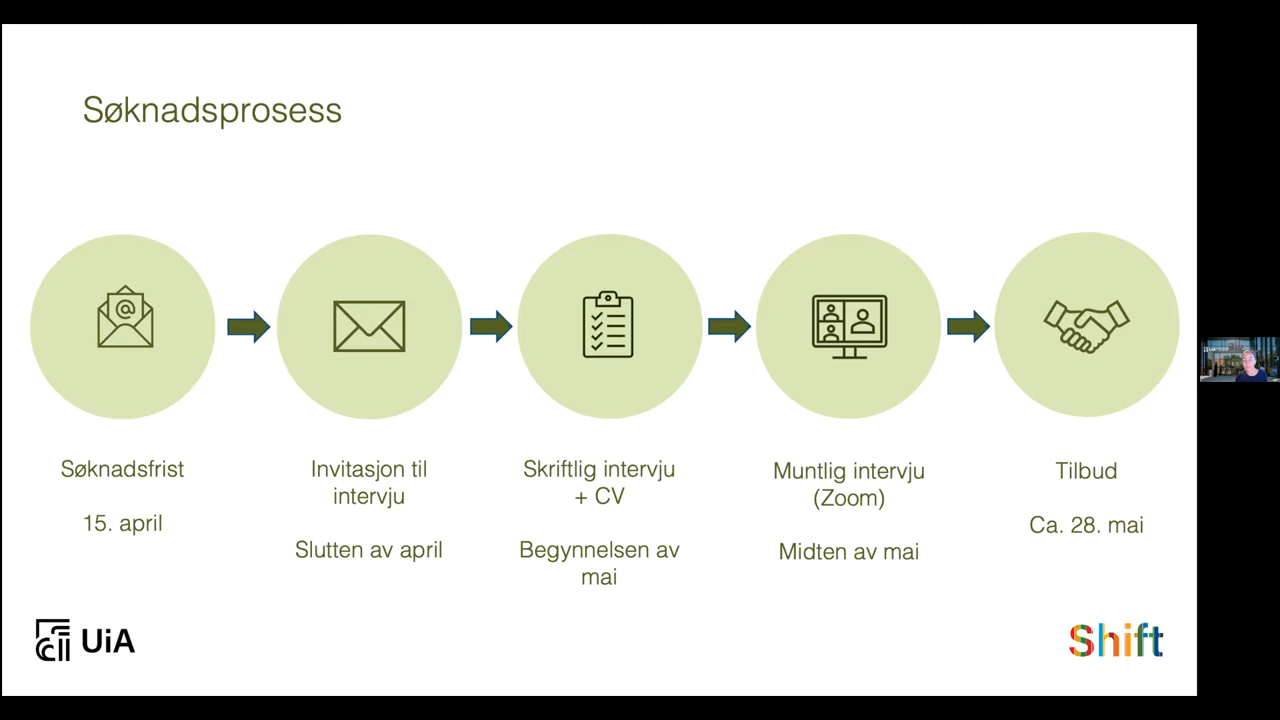 Søknadsprosess
@
Søknadsfrist
15. april
Invitasjon til
intervju
Slutten av april
Skriftlig intervju
+ CV
Begynnelsen av
mai
Muntlig intervju
(Zoom)
Midten av mai
Tilbud
Ca. 28. mai
UiA
Shift